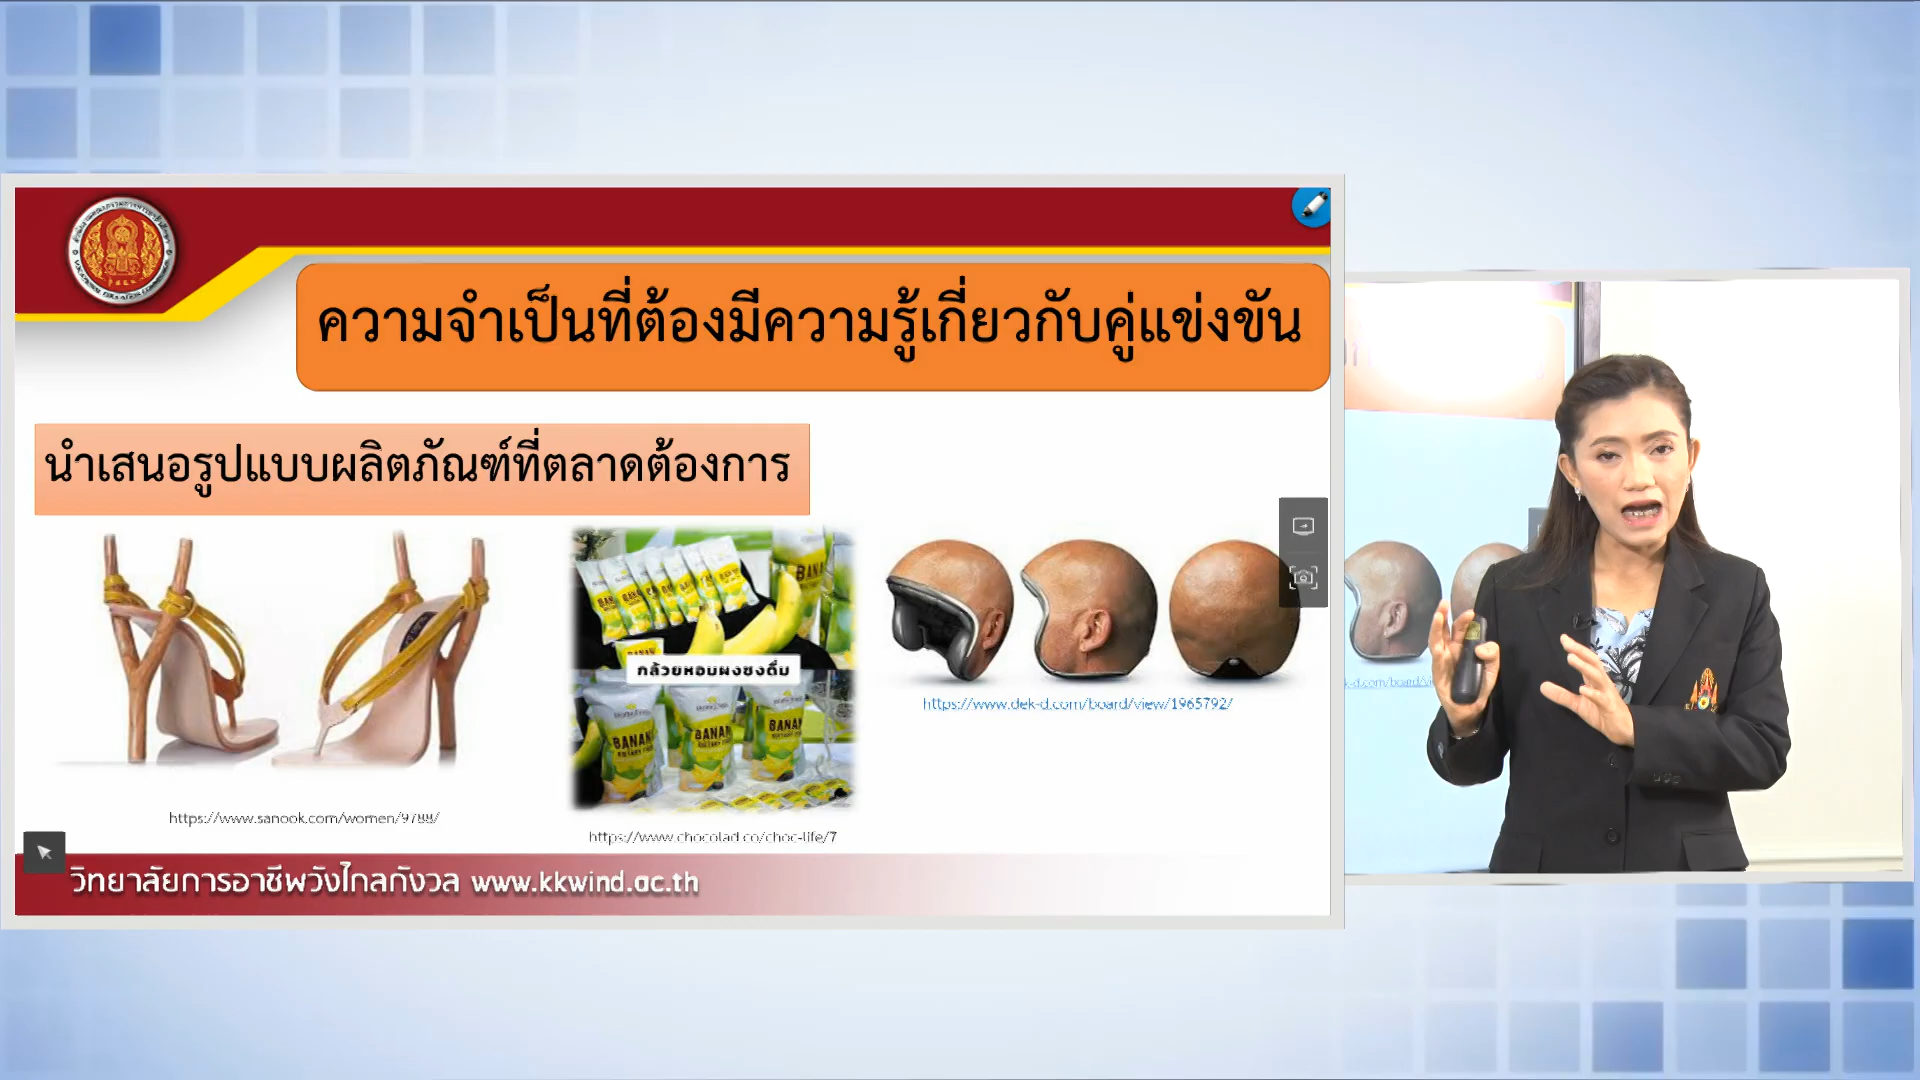 ความจำเป็นที่ต้องมีความรู้เกี่ยวกับคู่แข่งขัน
นำเสนอรูปแบบผลิตภัณฑ์ที่ตลาดต้องการ
กล้วยหอมผงชงดื่ม
BANANA
BANANA
BANANA
https://www.dek-d.com/board/view/1965792/
https://www.sanook.com/women/9788/
https://www.chocolad.co/choc-life/7
วิทยาลัยการอาชีพวังไกลกังวล www.kkwind.ac.th